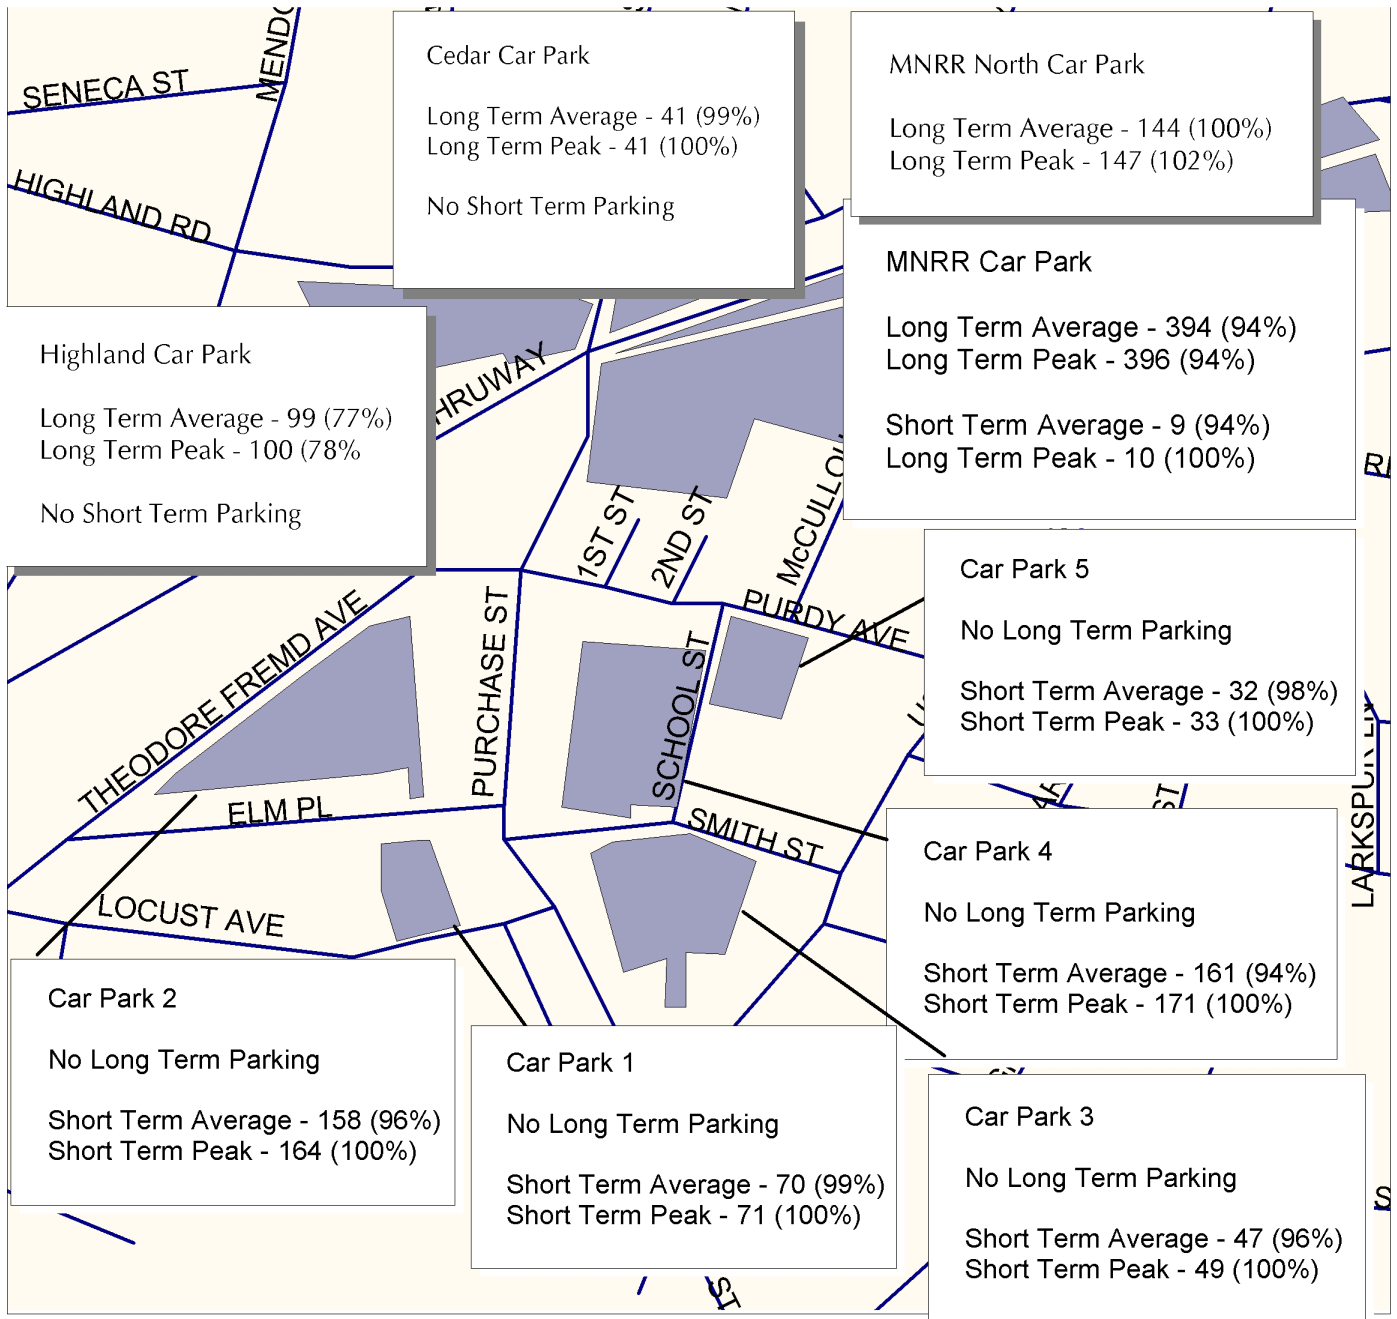 SENECA ST
MENDO
HIGHLAND RD
Cedar Car Park
Long Term Average - 41 (99%)
Long Term Peak - 41 (100%)
No Short Term Parking
MNRR North Car Park
Long Term Average - 144 (100%)
Long Term Peak - 147 (102%)
MNRR Car Park
Long Term Average - 394 (94%)
Long Term Peak - 396 (94%)
Short Term Average - 9 (94%)
Long Term Peak - 10 (100%)
Highland Car Park
Long Term Average - 99 (77%)
Long Term Peak - 100 (78%
No Short Term Parking
HRUWAY
1ST ST
2ND ST
McCULLOU
PURDY AVE
Car Park 5
No Long Term Parking
Short Term Average - 32 (98%)
Short Term Peak - 33 (100%)
THEODORE FREMD AVE
PURCHASE ST
SCHOOL ST
ELM PL
SMITH ST
ST
LARKSPUR LN
LOCUST AVE
Car Park 4
No Long Term Parking
Short Term Average - 161 (94%)
Short Term Peak - 171 (100%)
Car Park 2
No Long Term Parking
Short Term Average - 158 (96%)
Short Term Peak - 164 (100%)
Car Park 1
No Long Term Parking
Short Term Average - 70 (99%)
Short Term Peak - 71 (100%)
Car Park 3
No Long Term Parking
Short Term Average - 47 (96%)
Short Term Peak - 49 (100%)
ST